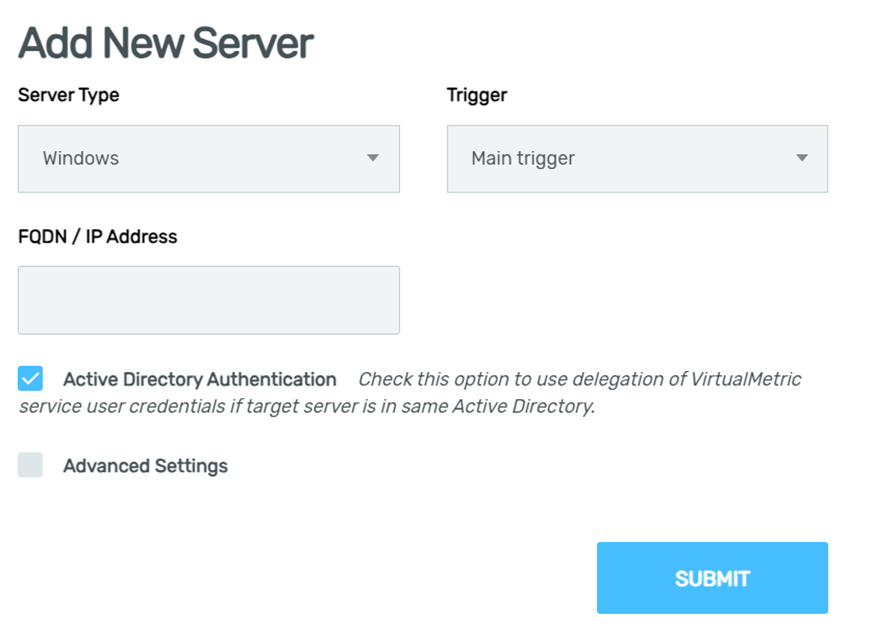 Add New Server
Server Type
Trigger
Windows
Main trigger
FQDN / IP Address
Active Directory Authentication Check this option to use delegation of VirtualMetric
service user credentials if target server is in same Active Directory.
Advanced Settings
SUBMIT